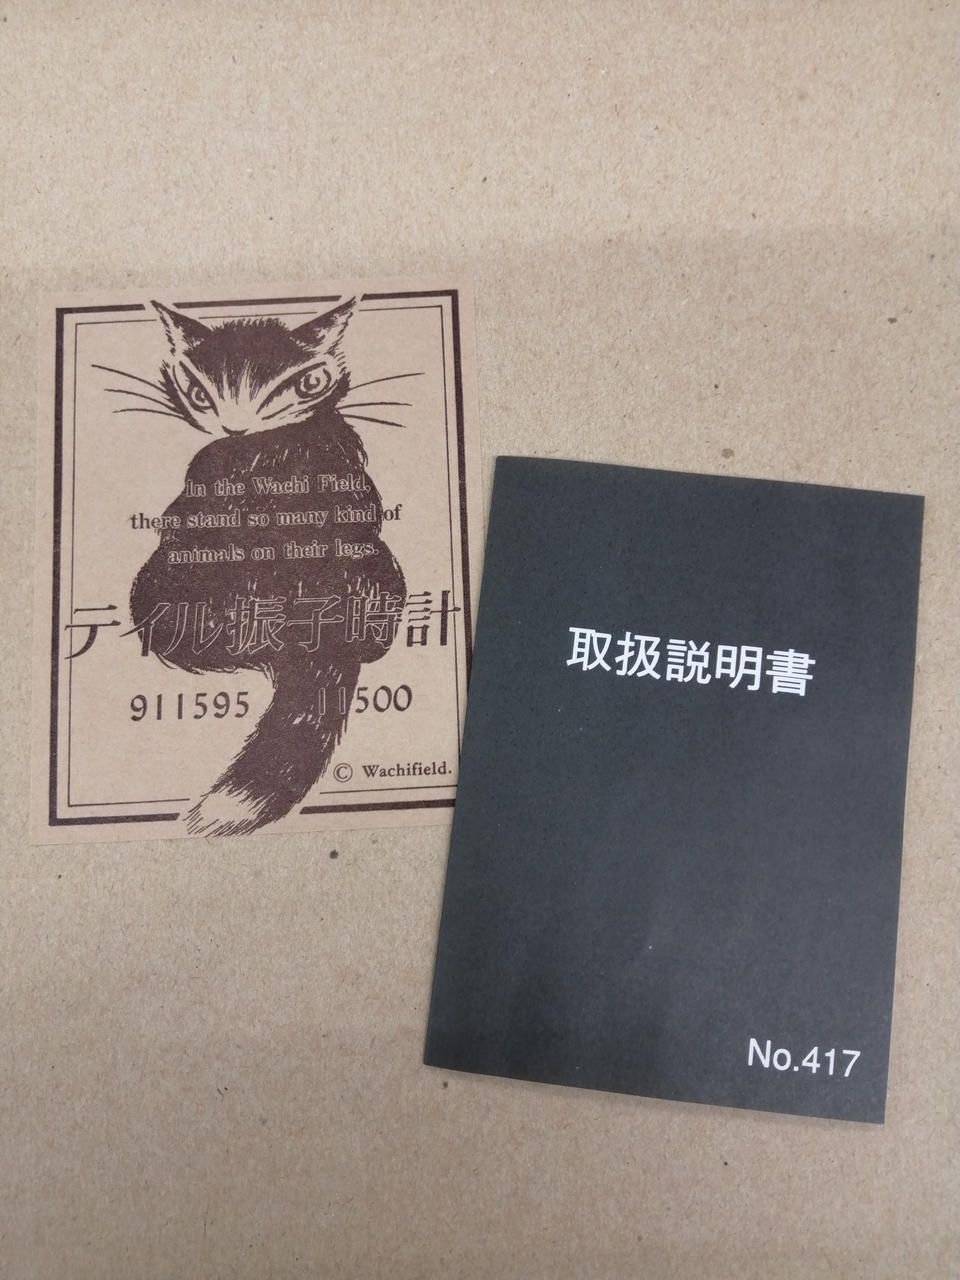 In the Wachi Field,
there stand so many kind of
animals on their legs.
テイル振子時計
911595 11500
© Wachifield.
取扱説明書
No.417